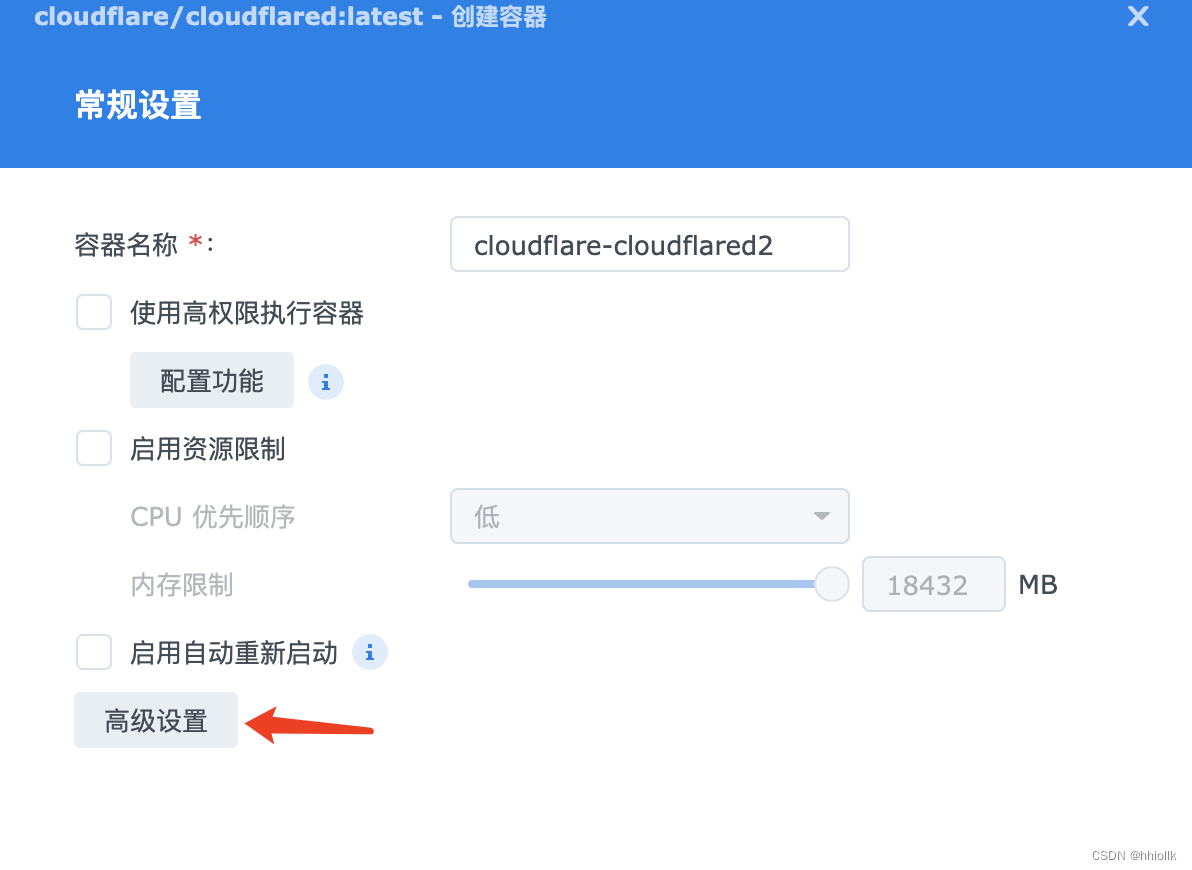 cloudflare/cloudflared:latest - 创建容器
常规设置
容器名称 *: cloudflare-cloudflared2
使用高权限执行容器
配置功能
启用资源限制
CPU 优先顺序 低
内存限制 18432 MB
启用自动重新启动
高级设置
CSDN @hhiollk